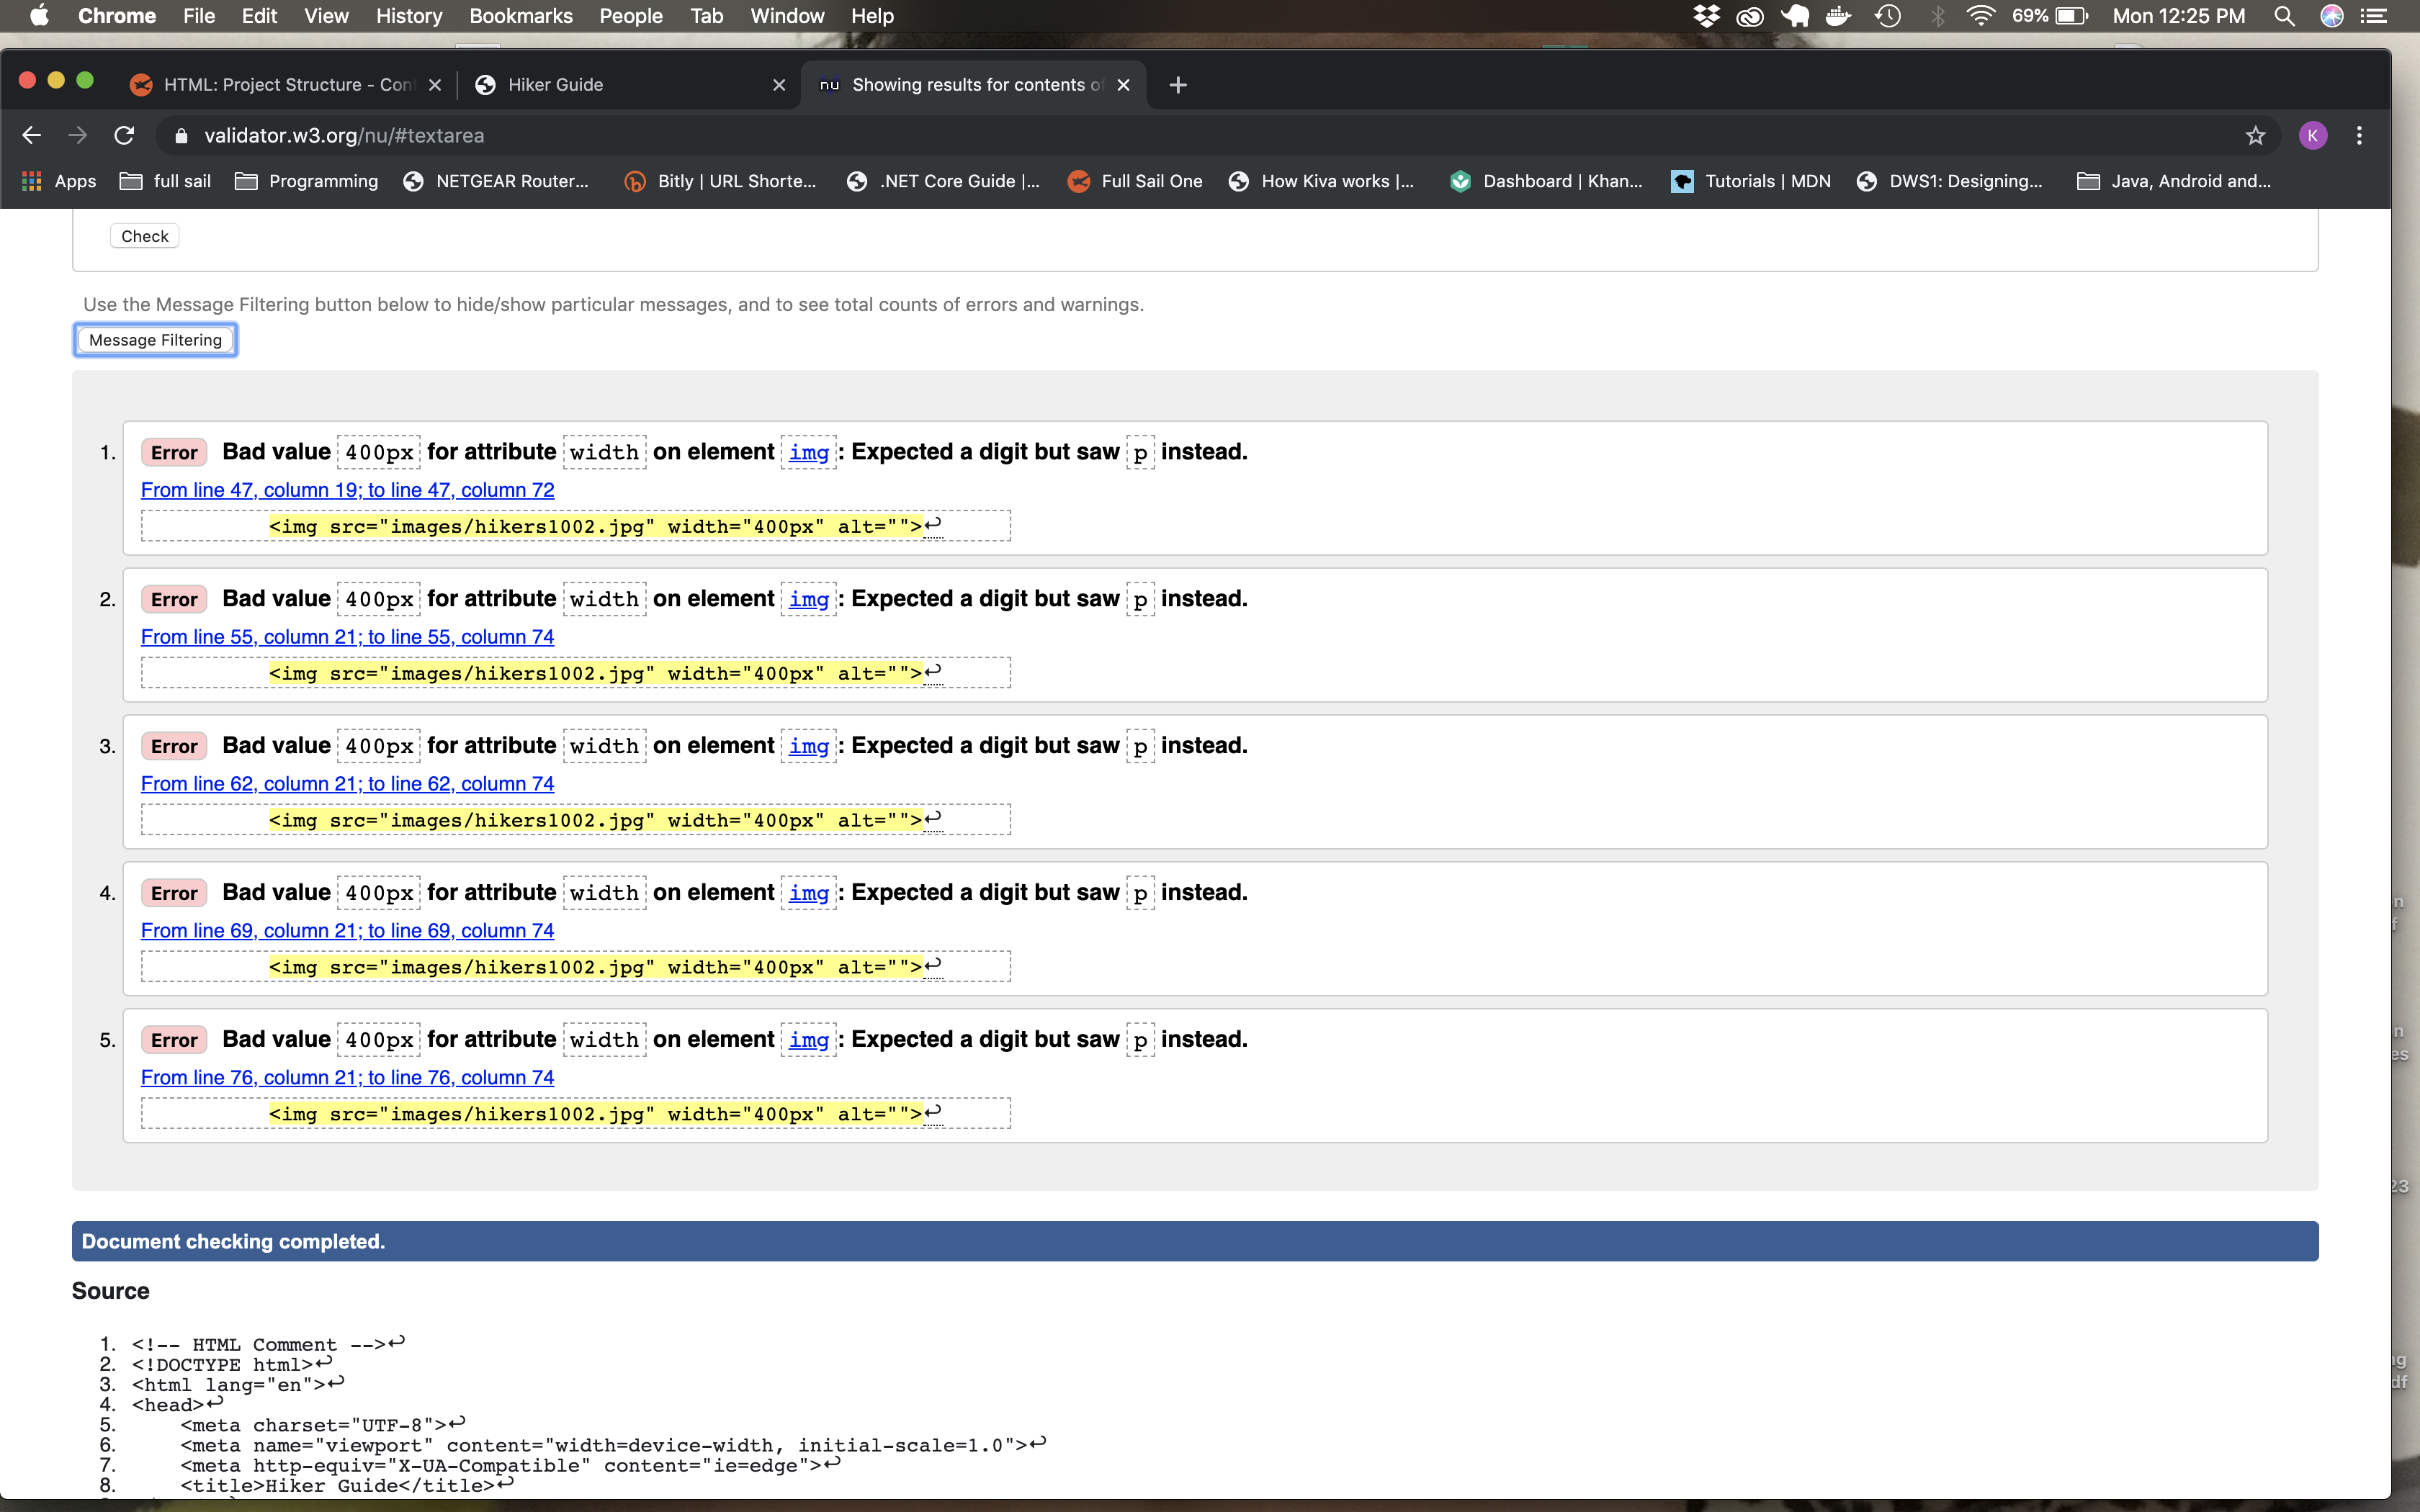 Chrome File Edit View History Bookmarks People Tab Window Help 69% Mon 12:25 PM
HTML: Project Structure - Con Hiker Guide nu Showing results for contents of
validator.w3.org/nu/#textarea K
Apps full sail Programming NETGEAR Router... Bitly | URL Shorte... .NET Core Guide |... Full Sail One How Kiva works |... Dashboard | Khan... Tutorials | MDN DWS1: Designing... Java, Android and...
Check
Use the Message Filtering button below to hide/show particular messages, and to see total counts of errors and warnings.
Message Filtering
1. Error Bad value 400px for attribute width on element img: Expected a digit but saw p instead.
From line 47, column 19; to line 47, column 72
<img src="images/hikers1002.jpg" width="400px" alt="">↩
2. Error Bad value 400px for attribute width on element img: Expected a digit but saw p instead.
From line 55, column 21; to line 55, column 74
<img src="images/hikers1002.jpg" width="400px" alt="">↩
3. Error Bad value 400px for attribute width on element img: Expected a digit but saw p instead.
From line 62, column 21; to line 62, column 74
<img src="images/hikers1002.jpg" width="400px" alt="">↩
4. Error Bad value 400px for attribute width on element img: Expected a digit but saw p instead.
From line 69, column 21; to line 69, column 74
<img src="images/hikers1002.jpg" width="400px" alt="">↩
5. Error Bad value 400px for attribute width on element img: Expected a digit but saw p instead.
From line 76, column 21; to line 76, column 74
<img src="images/hikers1002.jpg" width="400px" alt="">↩
Document checking completed.
Source
1. <!-- HTML Comment -->↩
2. <!DOCTYPE html>↩
3. <html lang="en">↩
4. <head>↩
5. <meta charset="UTF-8">↩
6. <meta name="viewport" content="width=device-width, initial-scale=1.0">↩
7. <meta http-equiv="X-UA-Compatible" content="ie=edge">↩
8. <title>Hiker Guide</title>↩